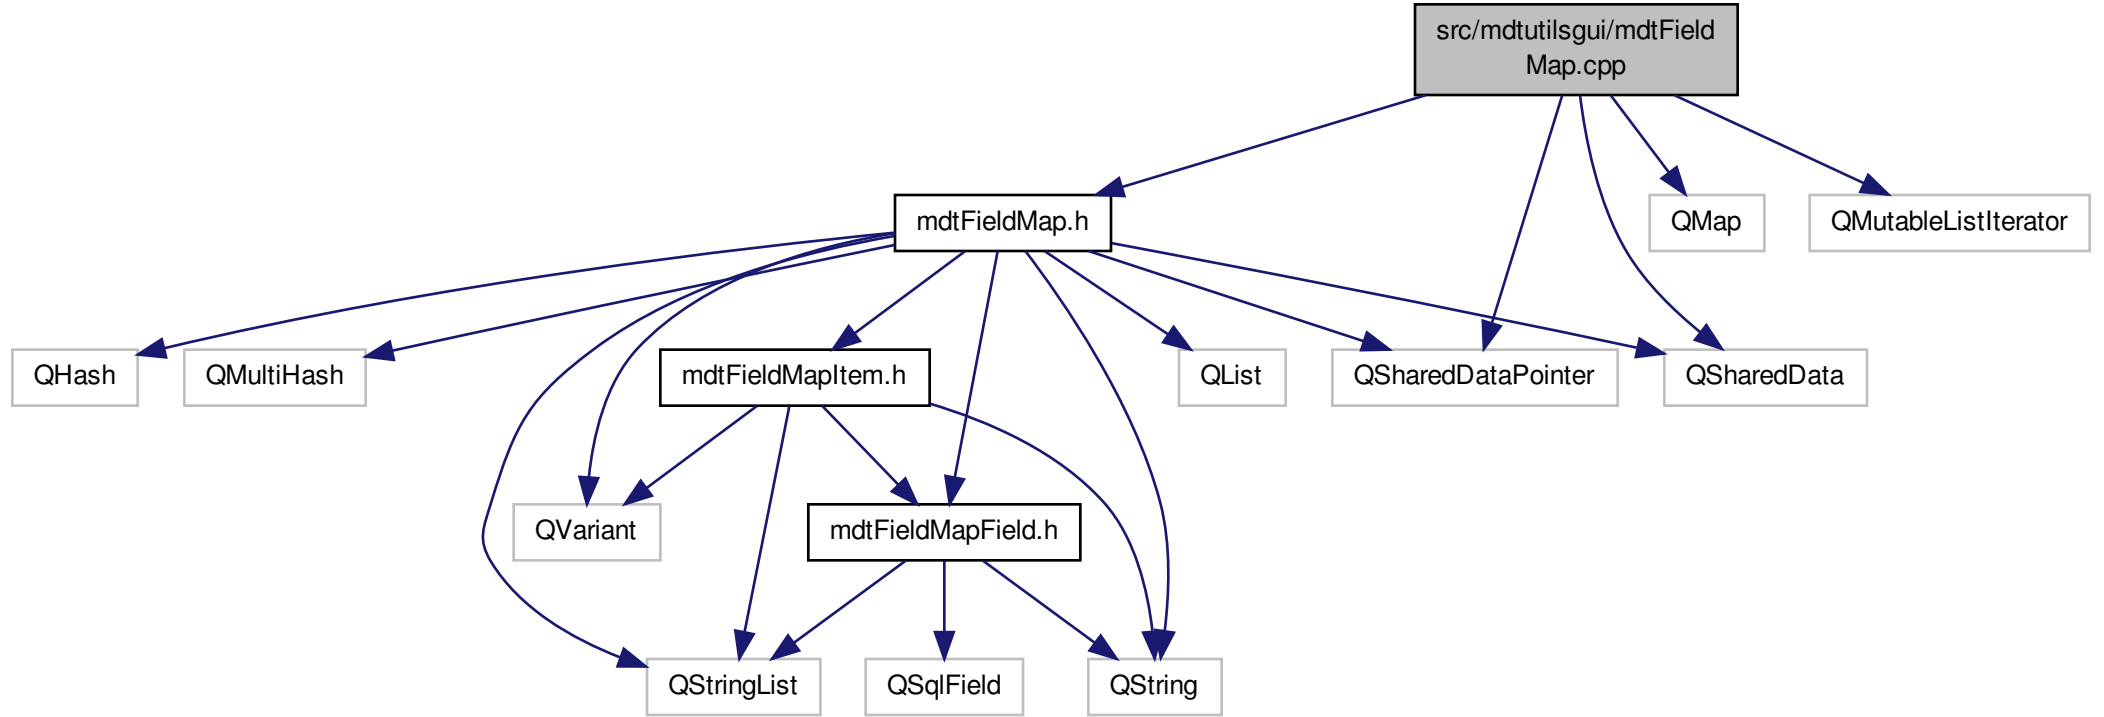 src/mdtutilsgui/mdtField
Map.cpp
mdtFieldMap.h
QMap
QMutableListIterator
QHash
QMultiHash
mdtFieldMapItem.h
QList
QSharedDataPointer
QSharedData
QVariant
mdtFieldMapField.h
QStringList
QSqlField
QString